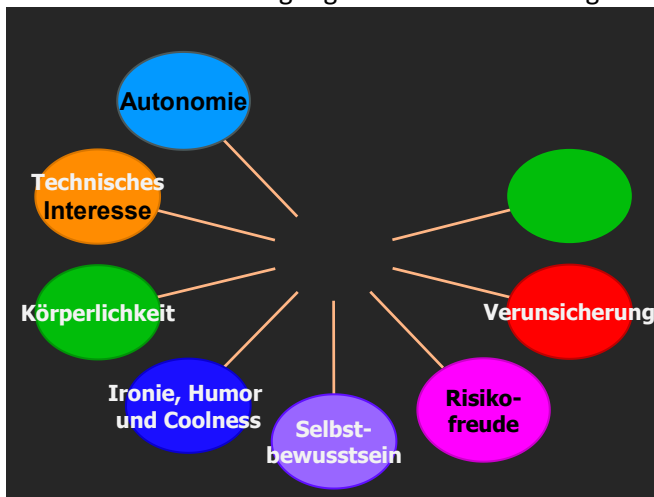 Autonomie
Technisches
Interesse
Körperlichkeit
Verunsicherung
Ironie, Humor
und Coolness
Risiko-
freude
Selbst-
bewusstsein